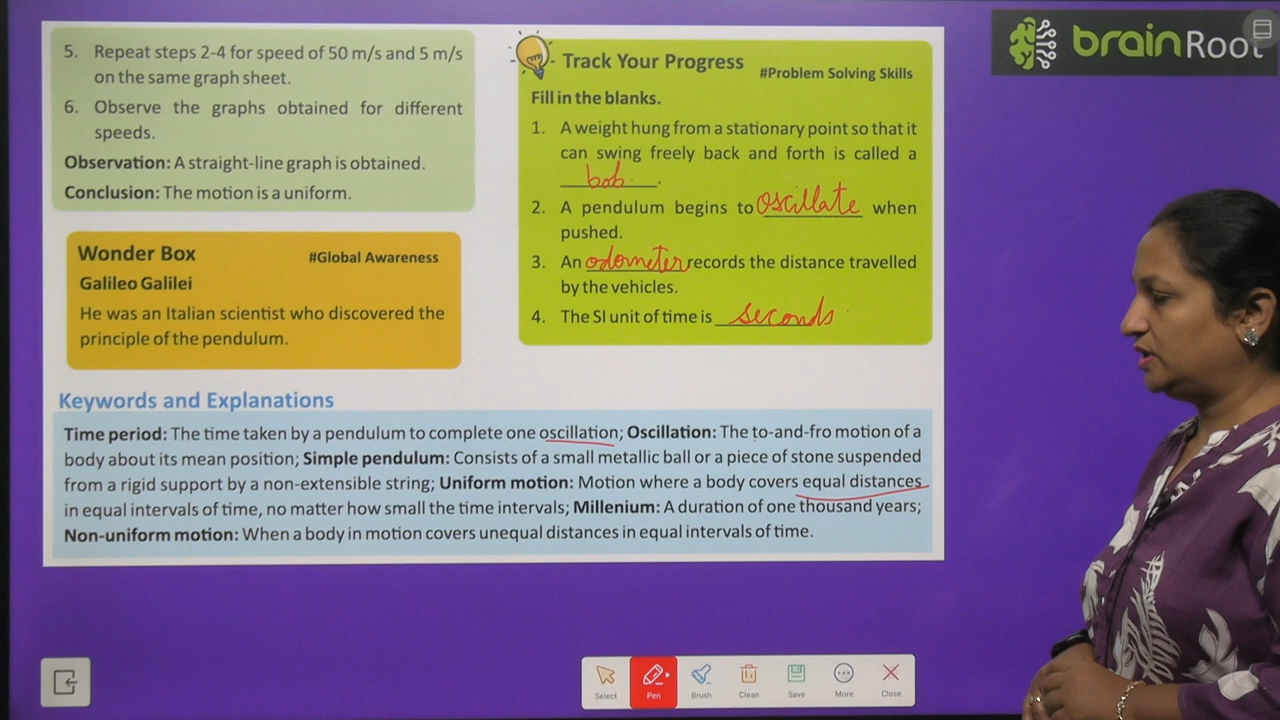 5. Repeat steps 2-4 for speed of 50 m/s and 5 m/s
on the same graph sheet.
6. Observe the graphs obtained for different
speeds.
Observation: A straight-line graph is obtained.
Conclusion: The motion is a uniform.
Wonder Box #Global Awareness
Galileo Galilei
He was an Italian scientist who discovered the
principle of the pendulum.
Track Your Progress #Problem Solving Skills
Fill in the blanks.
1. A weight hung from a stationary point so that it
can swing freely back and forth is called a
bob.
2. A pendulum begins to oscillate when
pushed.
3. An odometer records the distance travelled
by the vehicles.
4. The SI unit of time is seconds
brainRoot
Keywords and Explanations
Time period: The time taken by a pendulum to complete one oscillation; Oscillation: The to-and-fro motion of a
body about its mean position; Simple pendulum: Consists of a small metallic ball or a piece of stone suspended
from a rigid support by a non-extensible string; Uniform motion: Motion where a body covers equal distances
in equal intervals of time, no matter how small the time intervals; Millenium: A duration of one thousand years;
Non-uniform motion: When a body in motion covers unequal distances in equal intervals of time.
Select Pen Brush Clean Save More Close